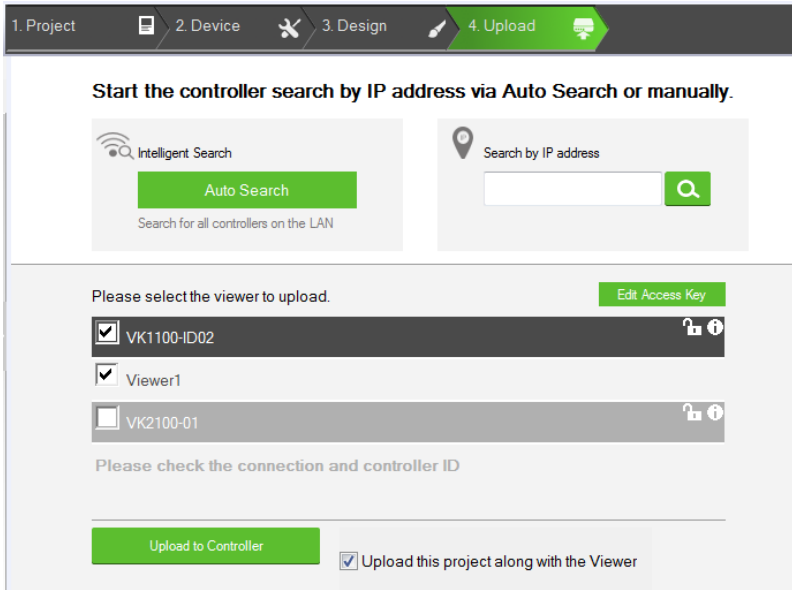 1. Project
2. Device
3. Design
4. Upload
Start the controller search by IP address via Auto Search or manually.
Intelligent Search
Auto Search
Search for all controllers on the LAN
IP
Search by IP address
Please select the viewer to upload.
Edit Access Key
VK1100-ID02
Viewer1
VK2100-01
Please check the connection and controller ID
Upload to Controller
Upload this project along with the Viewer